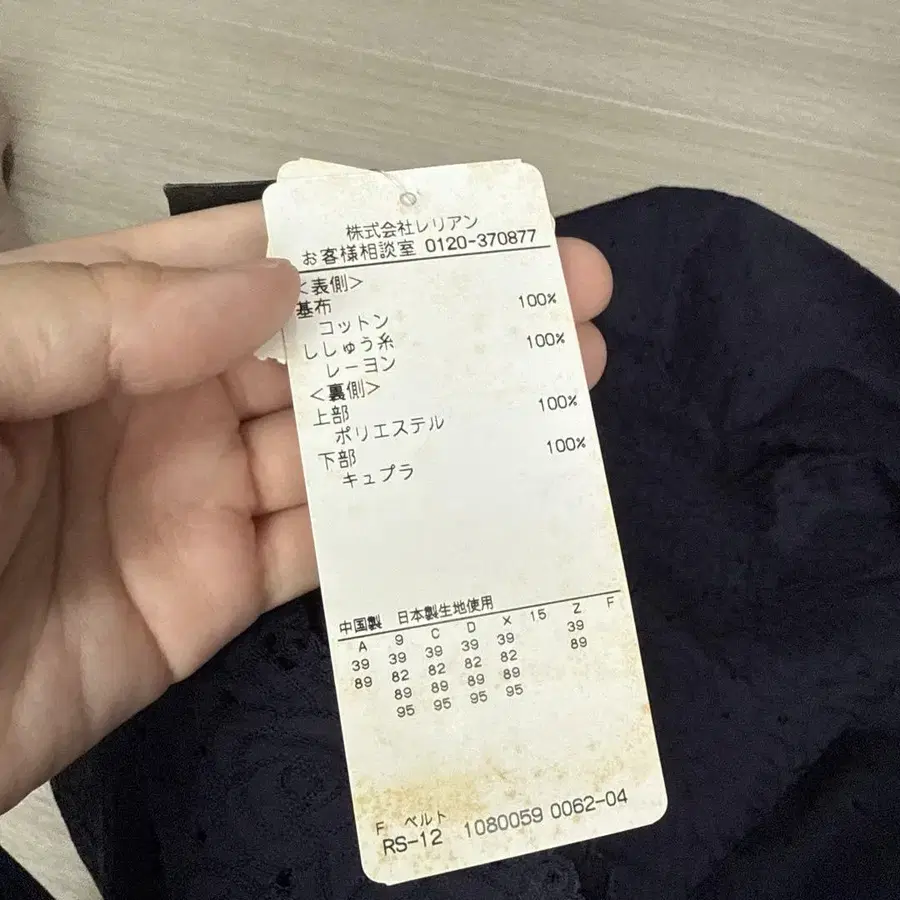 株式会社レリアン
お客様相談室 0120-370877
<表側>
基布
コットン 100%
ししゅう糸
レーヨン 100%
<裏側>
上部
ポリエステル 100%
下部
キュプラ 100%
中国製 日本製生地使用
A 9 C D X 15 Z F
39 39 39 39 39 39
89 82 82 82 82 89
89 89 89 89
95 95 95 95
F ベルト
RS-12 1080059 0062-04